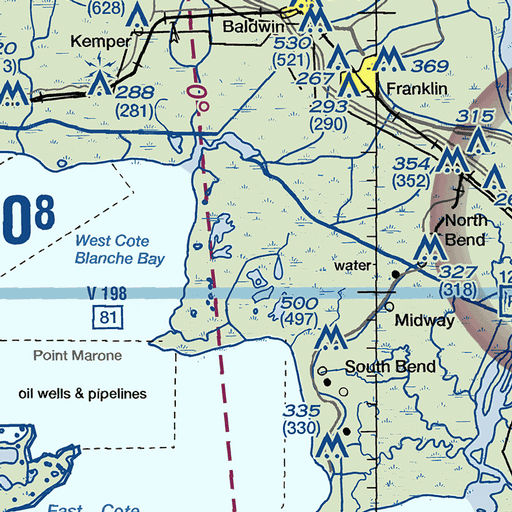 (628)
Baldwin
Kemper
530
(521)
369
267
Franklin
288
(281)
293
(290)
315
354
(352)
0⁸
North
Bend
West Cote
Blanche Bay
water
327
(318)
V 198
81
500
(497)
Midway
Point Marone
South Bend
oil wells & pipelines
335
(330)
East Cote